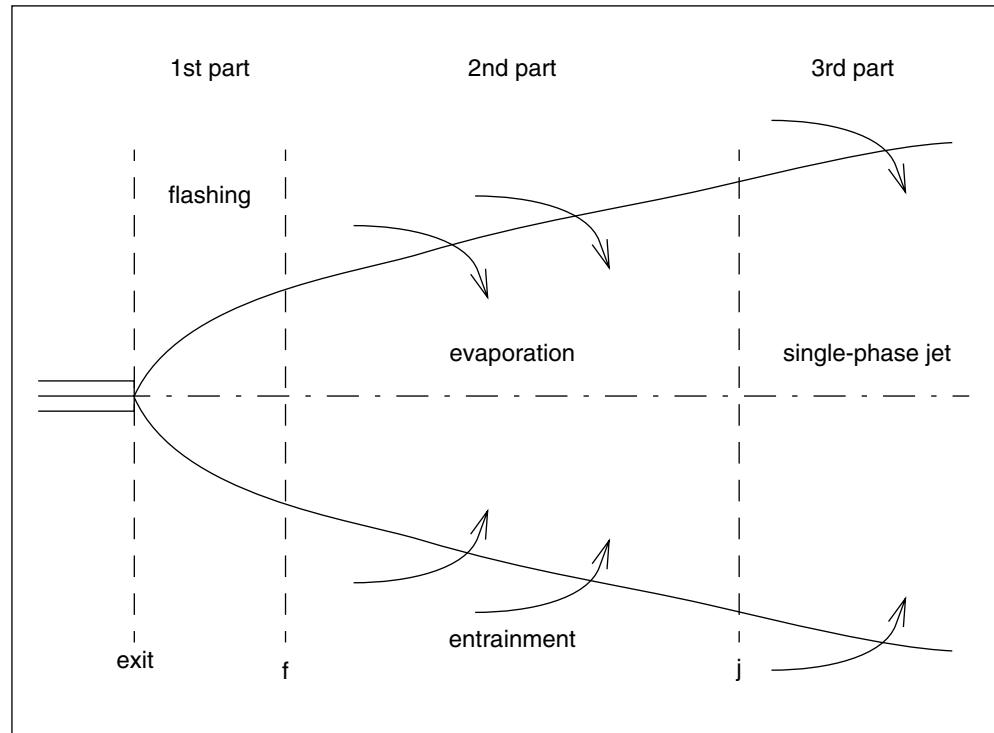 1st part 2nd part 3rd part
flashing
evaporation single-phase jet
entrainment
exit f j